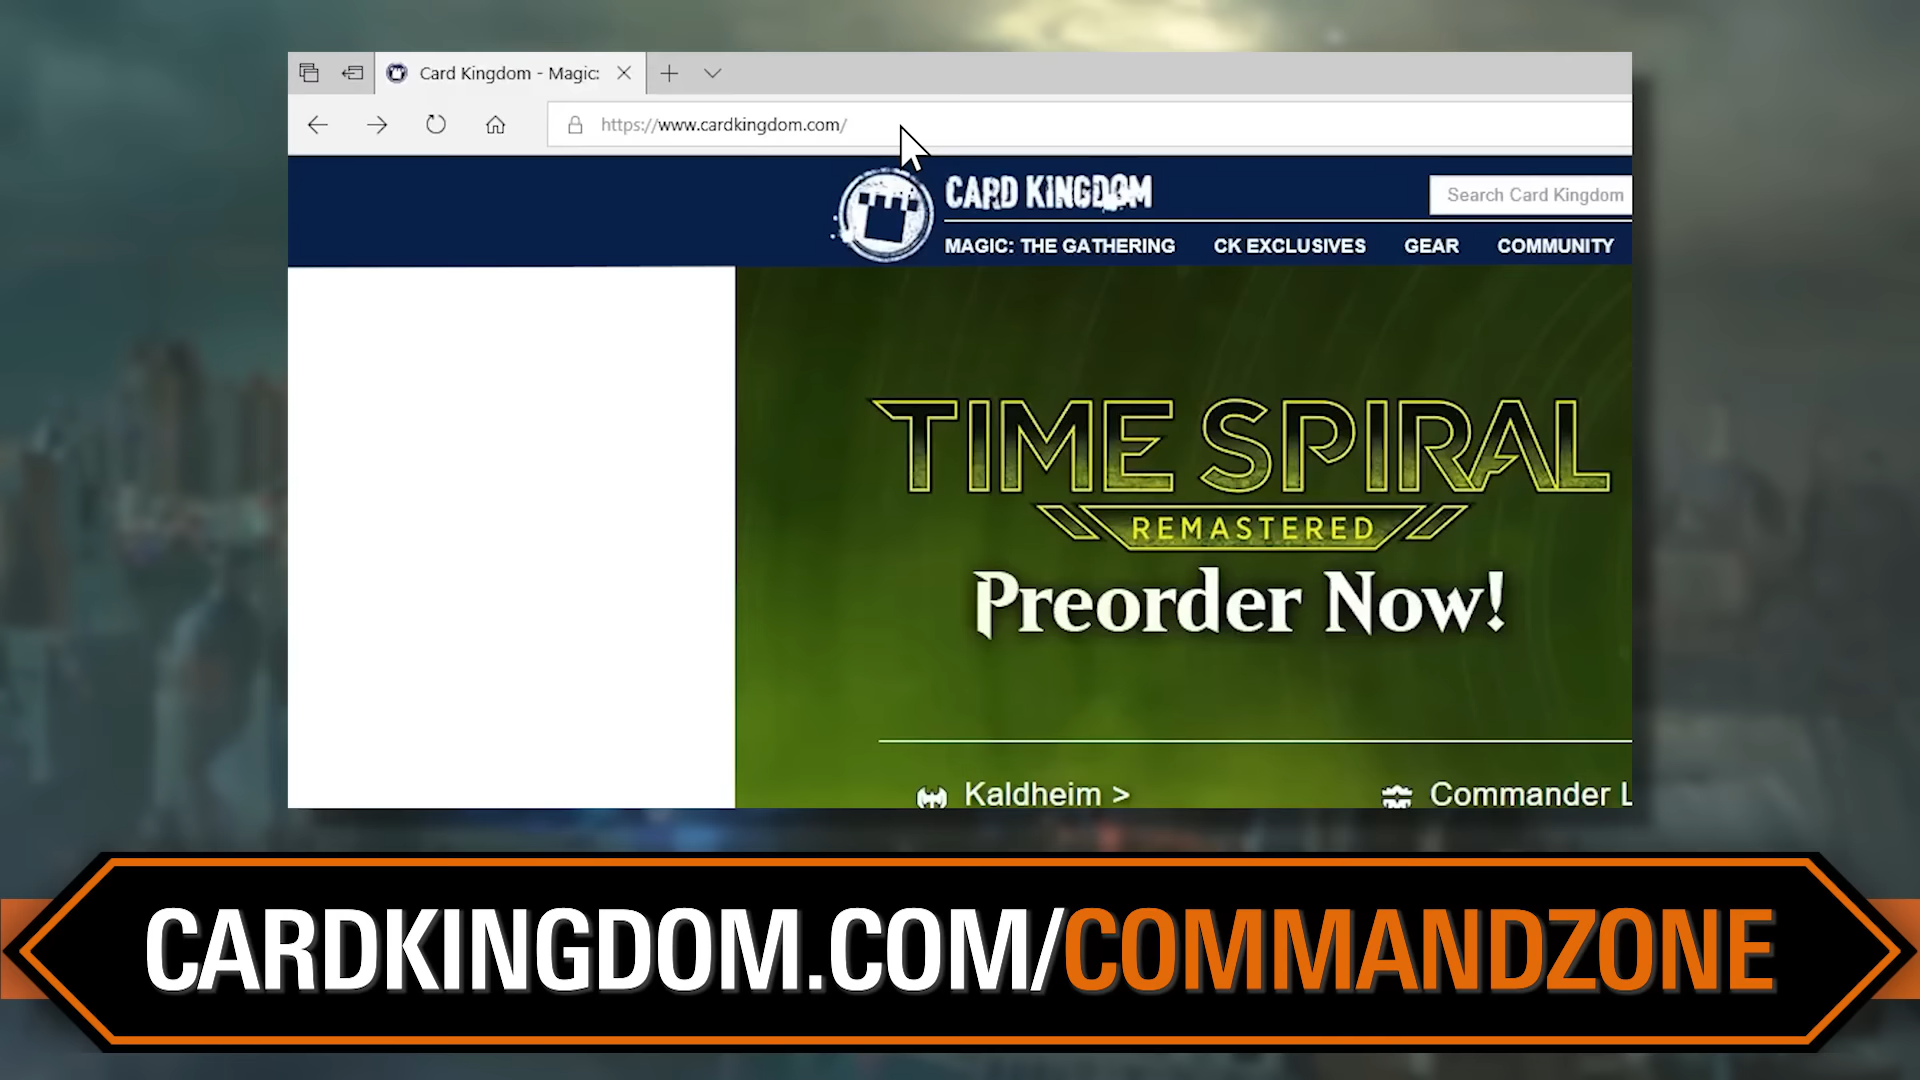 Card Kingdom - Magic:
https://www.cardkingdom.com/
CARD KINGDOM
Search Card Kingdom
MAGIC: THE GATHERING CK EXCLUSIVES GEAR COMMUNITY
TIME SPIRAL
REMASTERED
Preorder Now!
Kaldheim > Commander L
CARDKINGDOM.COM/COMMANDZONE